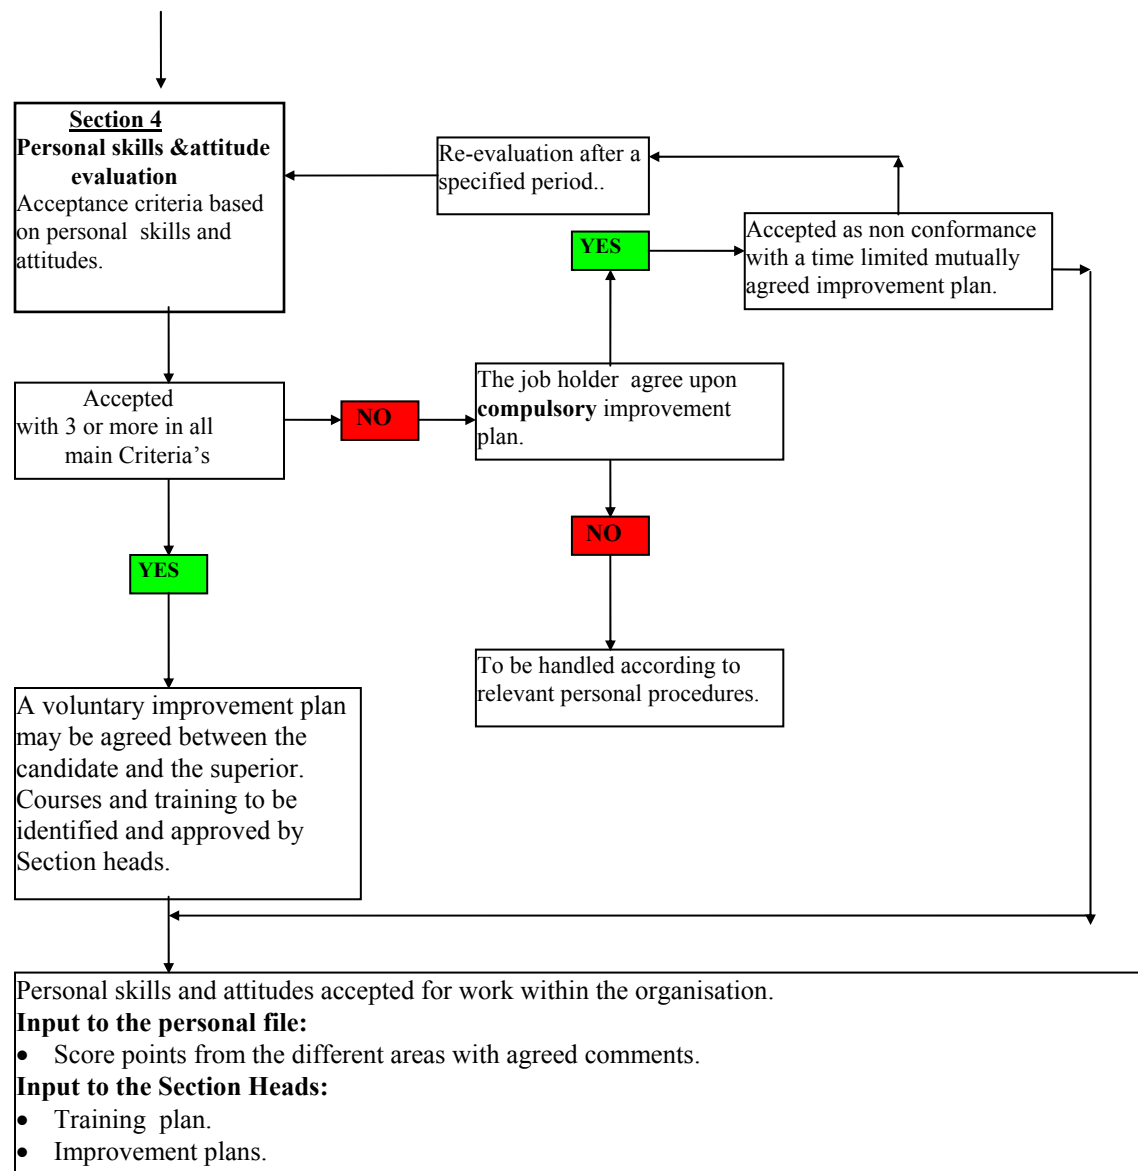 Section 4
Personal skills &attitude
evaluation
Acceptance criteria based
on personal skills and
attitudes.
Re-evaluation after a
specified period..
YES
Accepted as non conformance
with a time limited mutually
agreed improvement plan.
Accepted
with 3 or more in all
main Criteria’s
NO
The job holder agree upon
compulsory improvement
plan.
NO
YES
To be handled according to
relevant personal procedures.
A voluntary improvement plan
may be agreed between the
candidate and the superior.
Courses and training to be
identified and approved by
Section heads.
Personal skills and attitudes accepted for work within the organisation.
Input to the personal file:
• Score points from the different areas with agreed comments.
Input to the Section Heads:
• Training plan.
• Improvement plans.